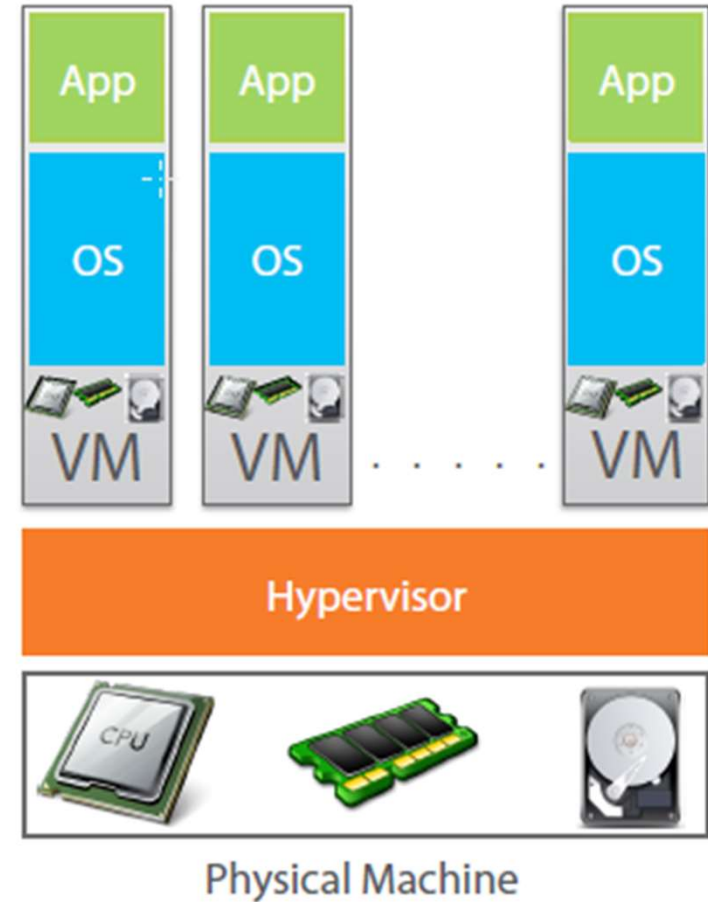 App App App
OS OS OS
VM VM . . . . . VM
Hypervisor
CPU
Physical Machine